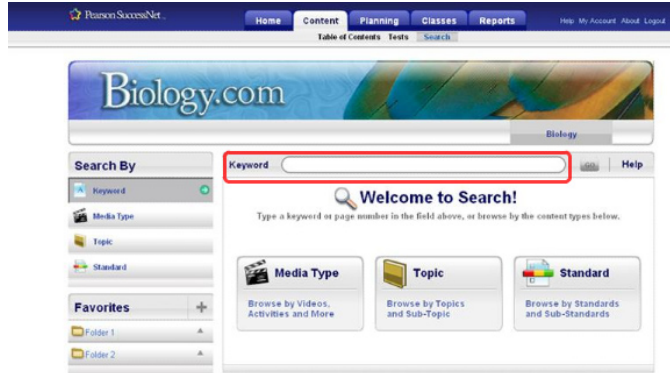 Pearson SuccessNet
Home Content Planning Classes Reports Help My Account About Logout
Table of Contents Tests Search
Biology.com
Biology
Search By
Keyword GO Help
Keyword
Media Type
Topic
Standard
Welcome to Search!
Type a keyword or page number in the field above, or browse by the content types below.
Media Type
Browse by Videos,
Activities and More
Topic
Browse by Topics
and Sub-Topic
Standard
Browse by Standards
and Sub-Standards
Favorites
Folder 1
Folder 2